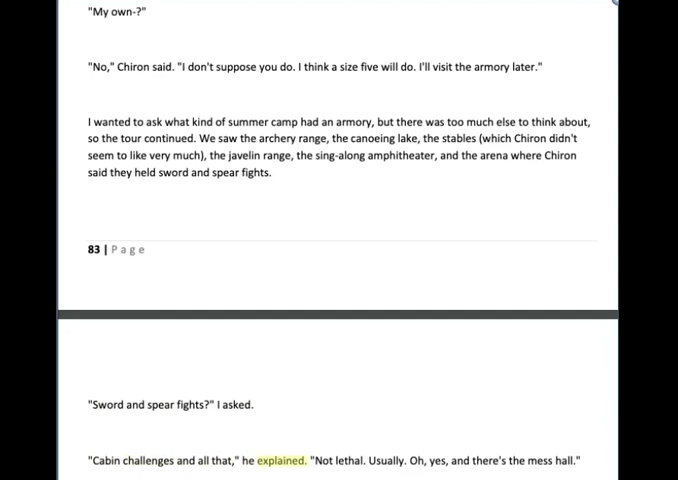 "My own-?"
"No," Chiron said. "I don't suppose you do. I think a size five will do. I'll visit the armory later."
I wanted to ask what kind of summer camp had an armory, but there was too much else to think about,
so the tour continued. We saw the archery range, the canoeing lake, the stables (which Chiron didn't
seem to like very much), the javelin range, the sing-along amphitheater, and the arena where Chiron
said they held sword and spear fights.
83 | Page
"Sword and spear fights?" I asked.
"Cabin challenges and all that," he explained. "Not lethal. Usually. Oh, yes, and there's the mess hall."